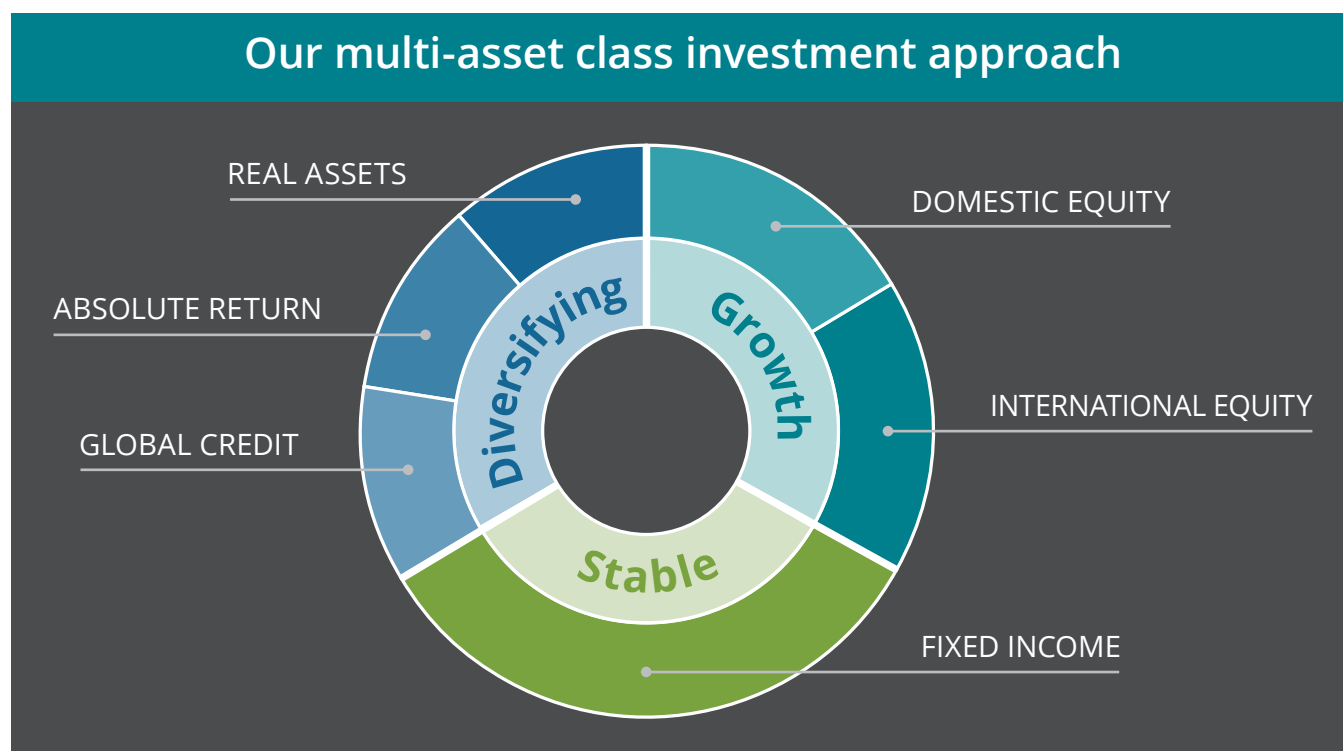 Our multi-asset class investment approach
REAL ASSETS
DOMESTIC EQUITY
ABSOLUTE RETURN
Diversifying
Growth
INTERNATIONAL EQUITY
GLOBAL CREDIT
Stable
FIXED INCOME